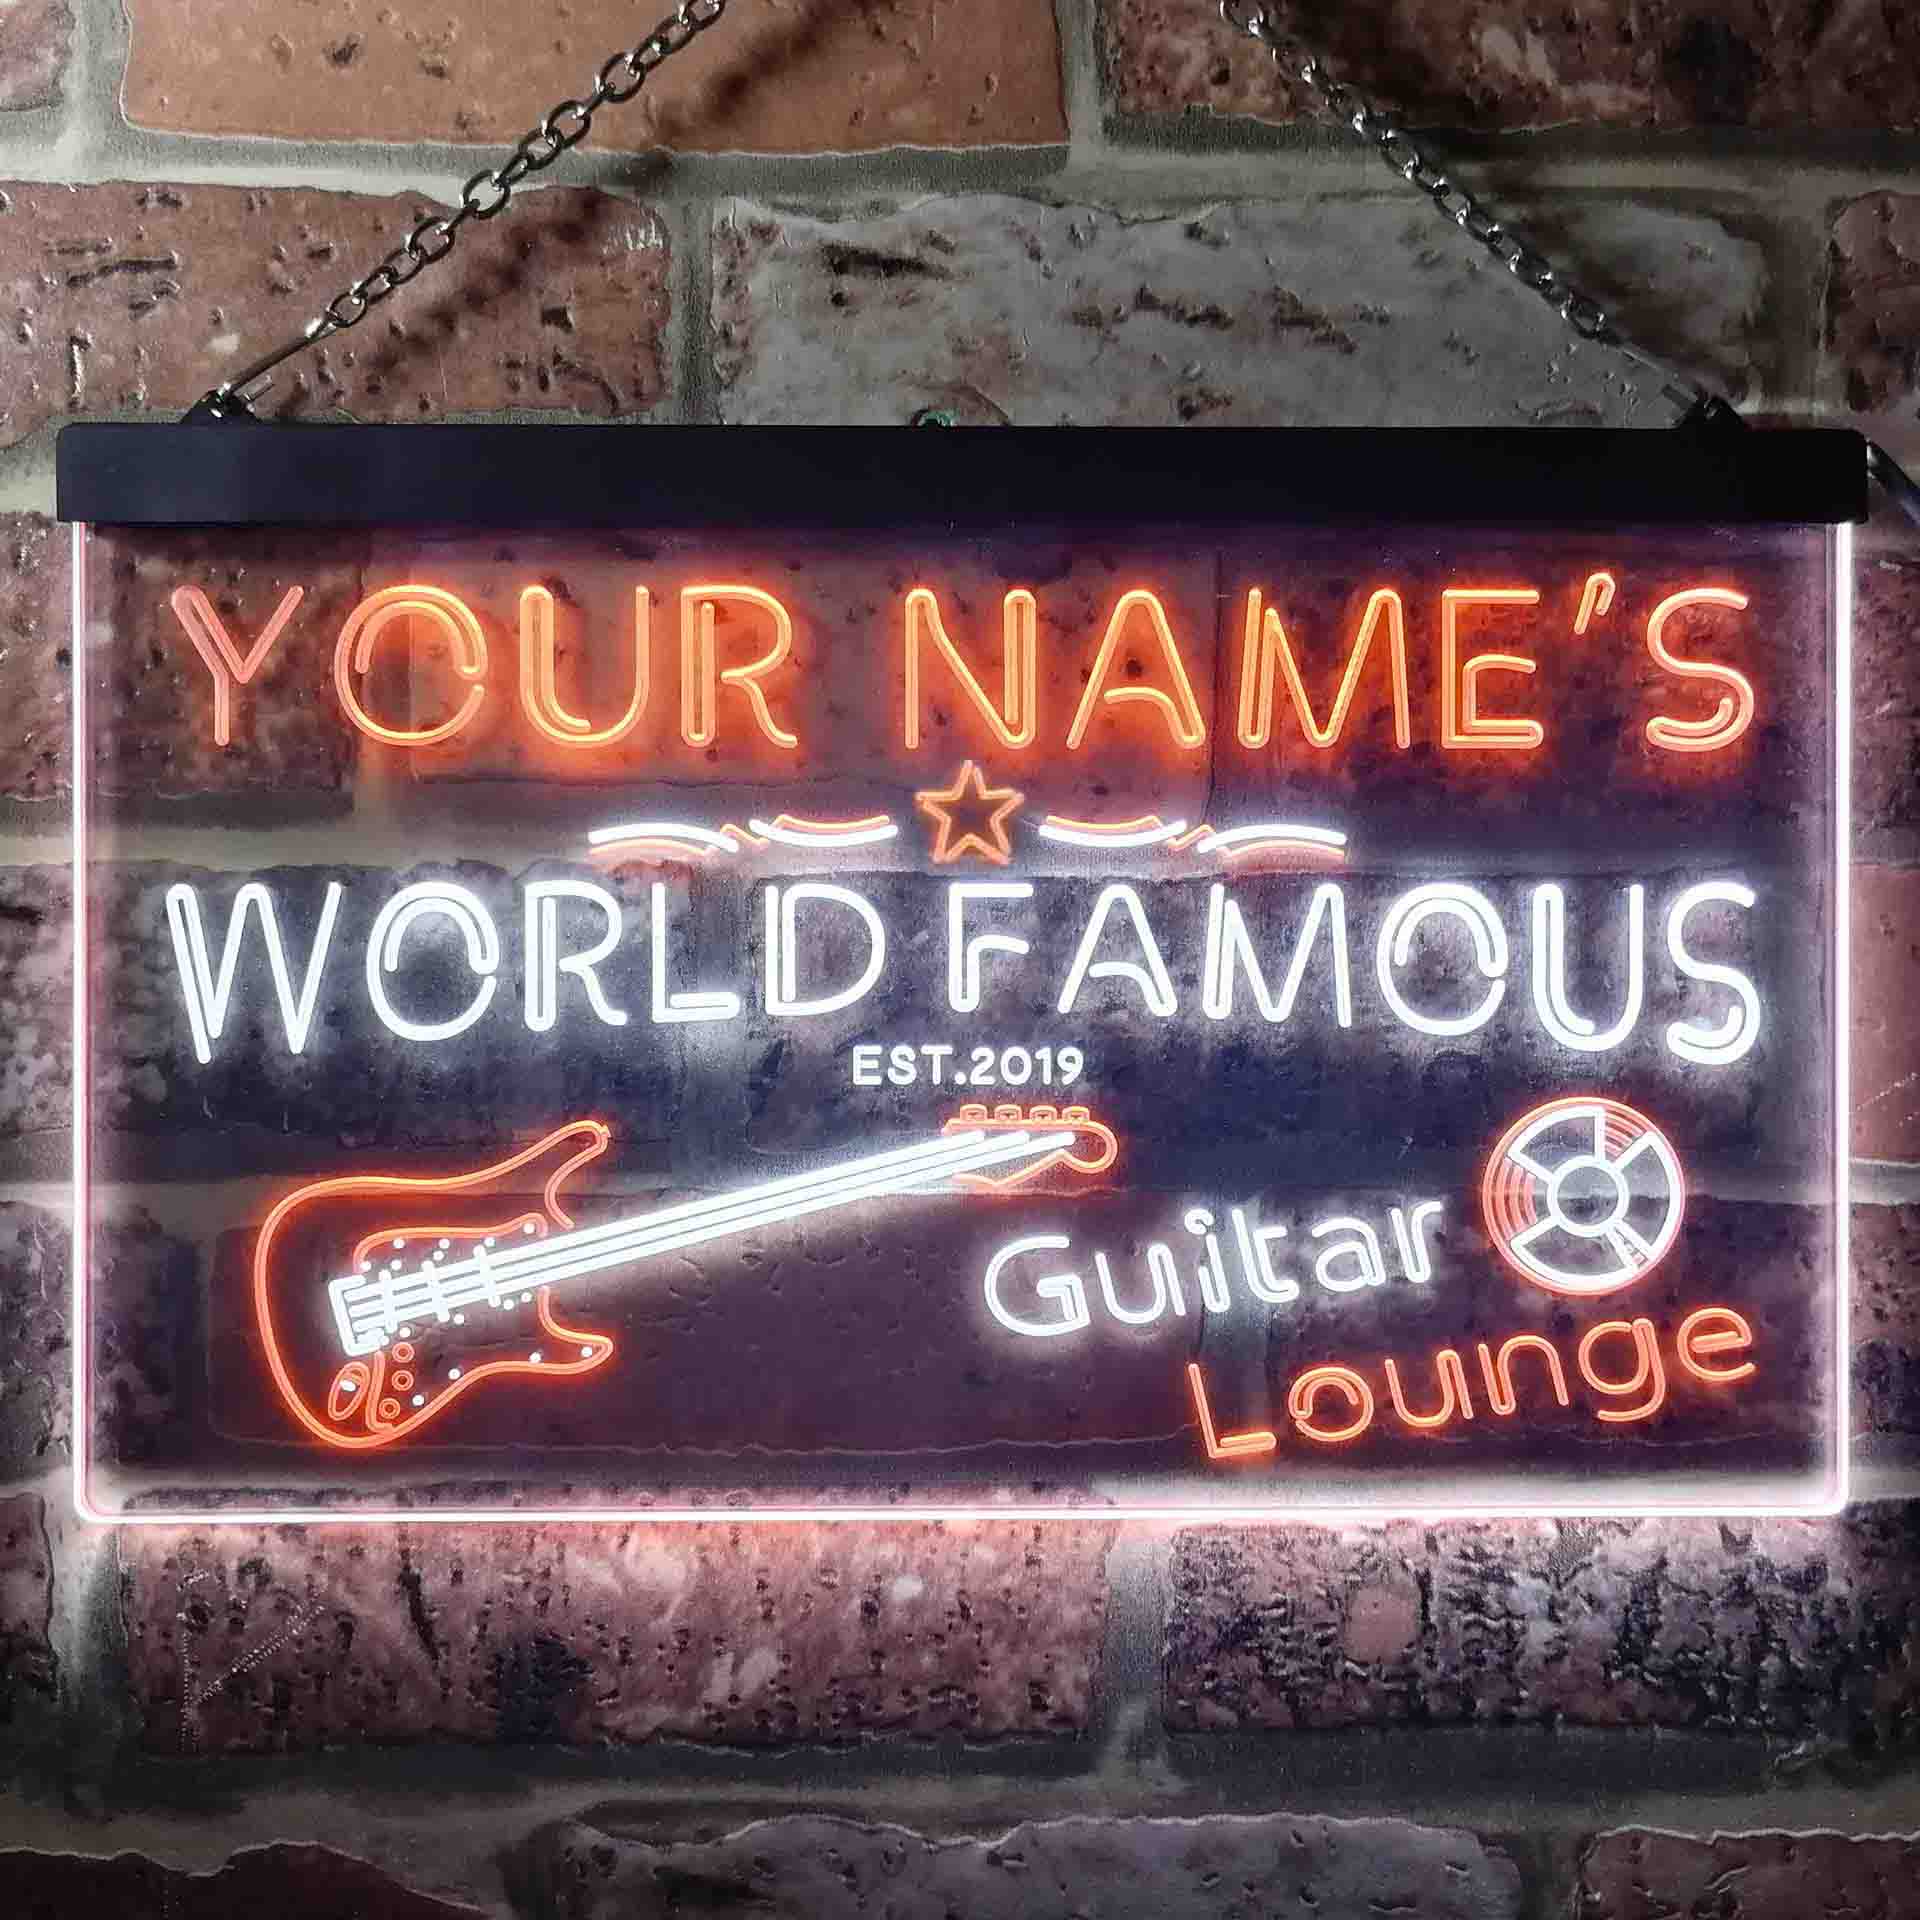 YOUR NAME'S
WORLD FAMOUS
EST.2019
Guitar
Lounge